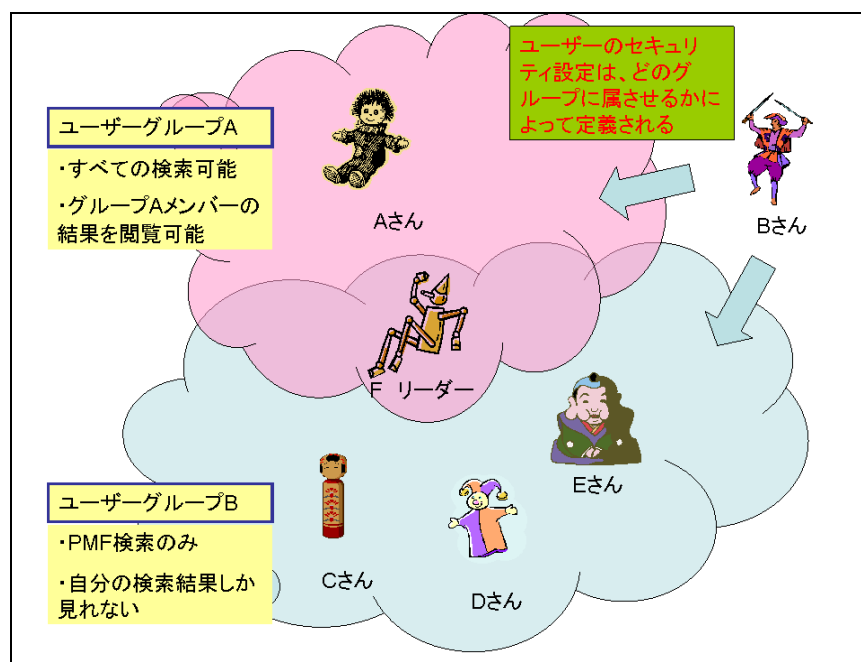 ユーザーのセキュリ
ティ設定は、どのグ
ループに属させるかに
よって定義される
ユーザーグループA
・すべての検索可能
・グループAメンバーの
結果を閲覧可能
Aさん
Bさん
F リーダー
Eさん
ユーザーグループB
・PMF検索のみ
・自分の検索結果しか
見れない
Cさん
Dさん